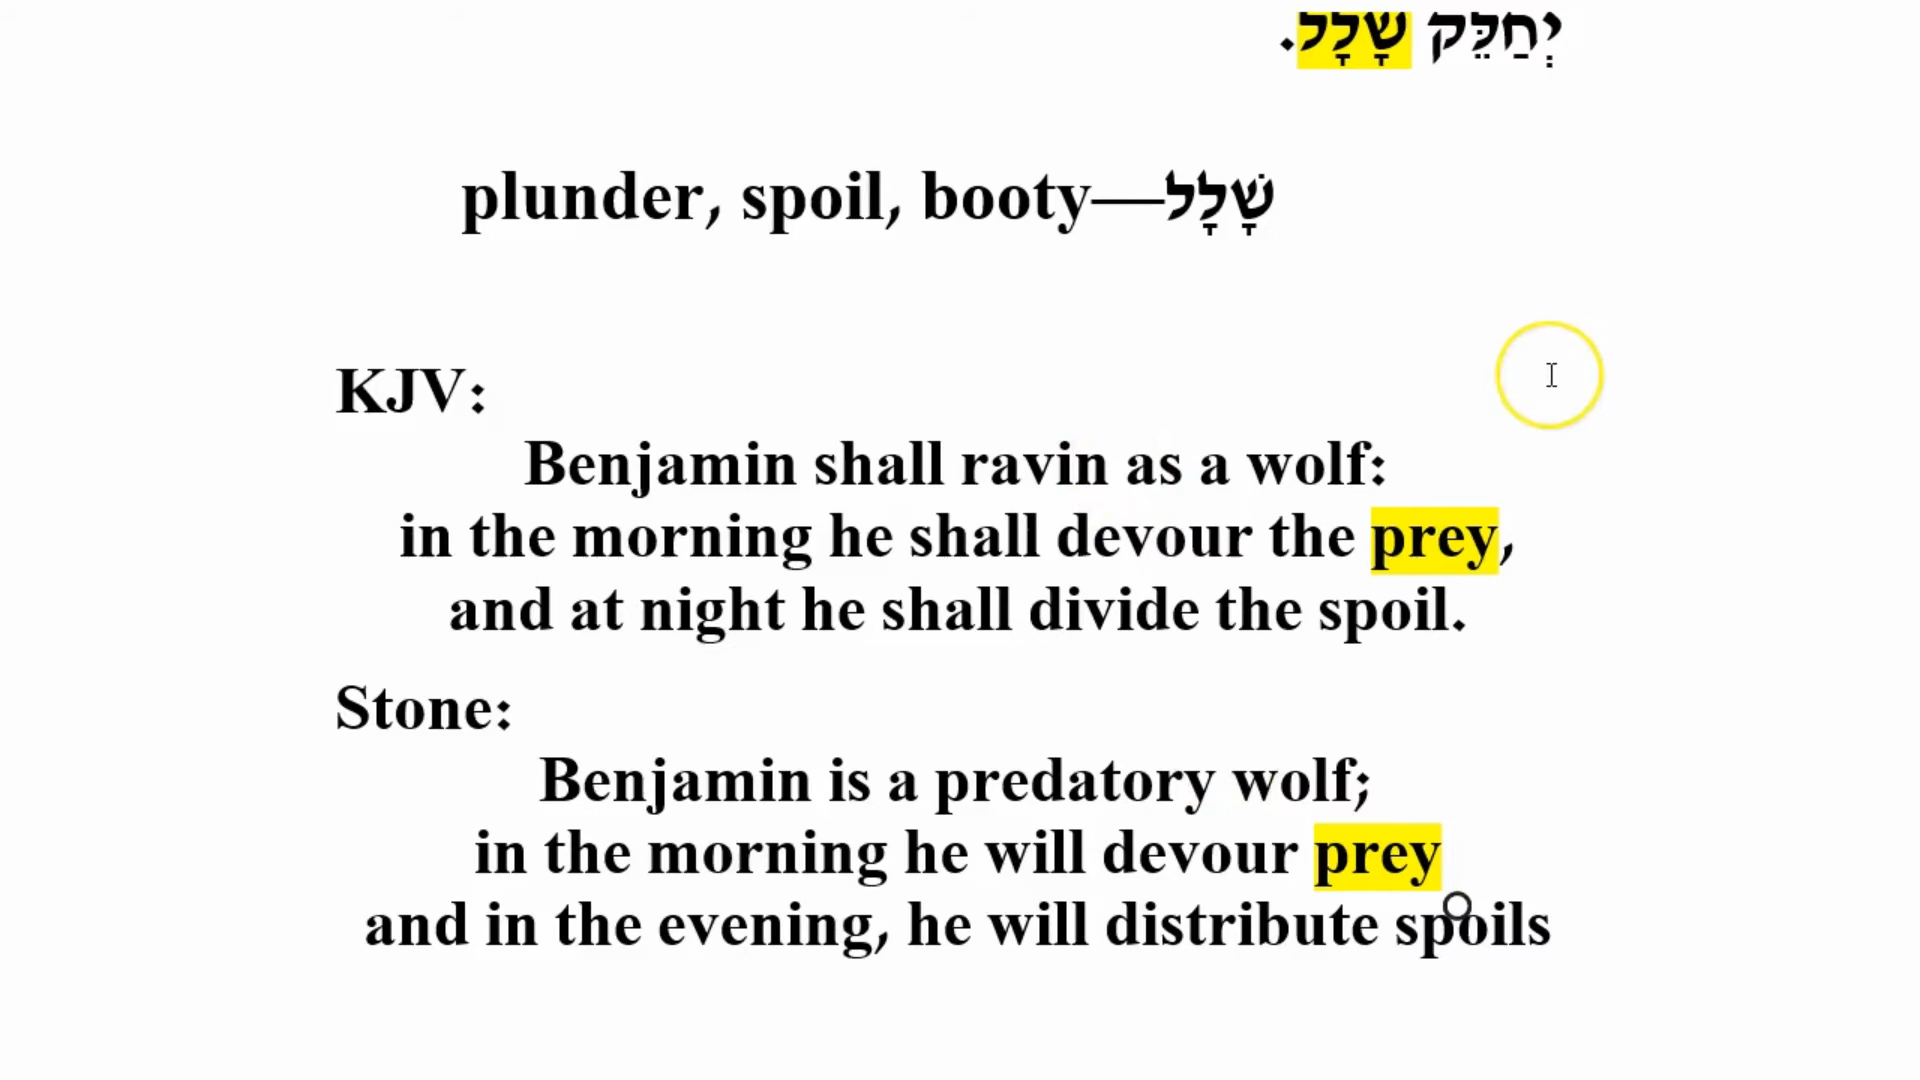 יְחַלֵּק שָׁלָל.
plunder, spoil, booty—שָׁלָל
KJV:
Benjamin shall ravin as a wolf:
in the morning he shall devour the prey,
and at night he shall divide the spoil.
Stone:
Benjamin is a predatory wolf;
in the morning he will devour prey
and in the evening, he will distribute spoils